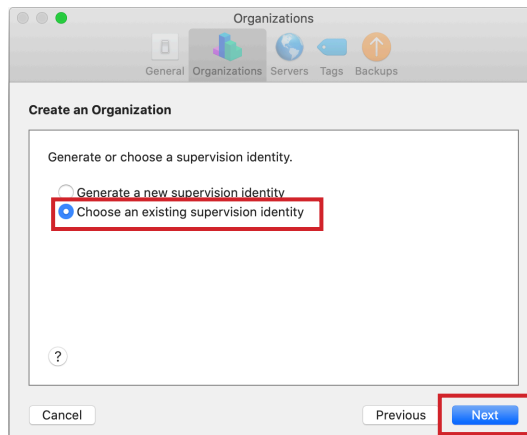 Organizations
General Organizations Servers Tags Backups
Create an Organization
Generate or choose a supervision identity.
Generate a new supervision identity
Choose an existing supervision identity
?
Cancel Previous Next